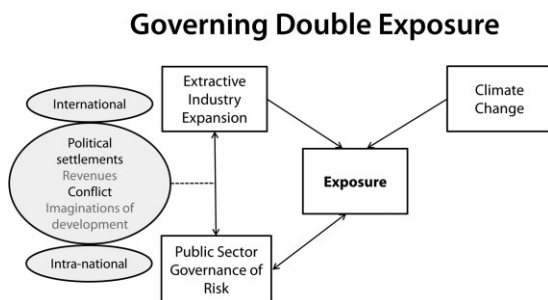 Governing Double Exposure
International
Political
settlements
Revenues
Conflict
Imaginations of
development
Intra-national
Extractive
Industry
Expansion
Public Sector
Governance of
Risk
Exposure
Climate
Change